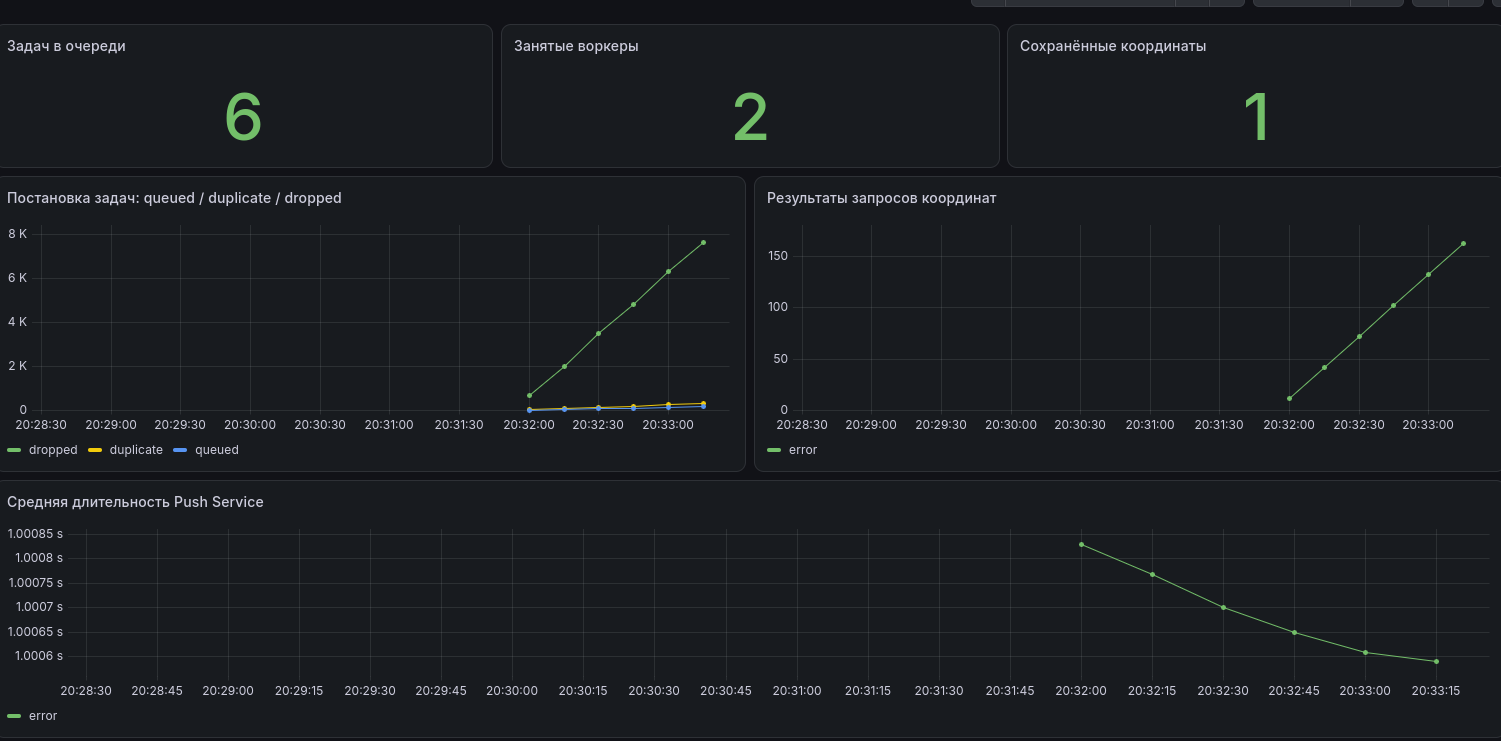 Задач в очереди
Занятые воркеры
Сохранённые координаты
6
2
1
Постановка задач: queued / duplicate / dropped
8 K
6 K
4 K
2 K
0
20:28:30 20:29:00 20:29:30 20:30:00 20:30:30 20:31:00 20:31:30 20:32:00 20:32:30 20:33:00
dropped duplicate queued
Результаты запросов координат
150
100
50
0
20:28:30 20:29:00 20:29:30 20:30:00 20:30:30 20:31:00 20:31:30 20:32:00 20:32:30 20:33:00
error
Средняя длительность Push Service
1.00085 s
1.0008 s
1.00075 s
1.0007 s
1.00065 s
1.0006 s
20:28:30 20:28:45 20:29:00 20:29:15 20:29:30 20:29:45 20:30:00 20:30:15 20:30:30 20:30:45 20:31:00 20:31:15 20:31:30 20:31:45 20:32:00 20:32:15 20:32:30 20:32:45 20:33:00 20:33:15
error